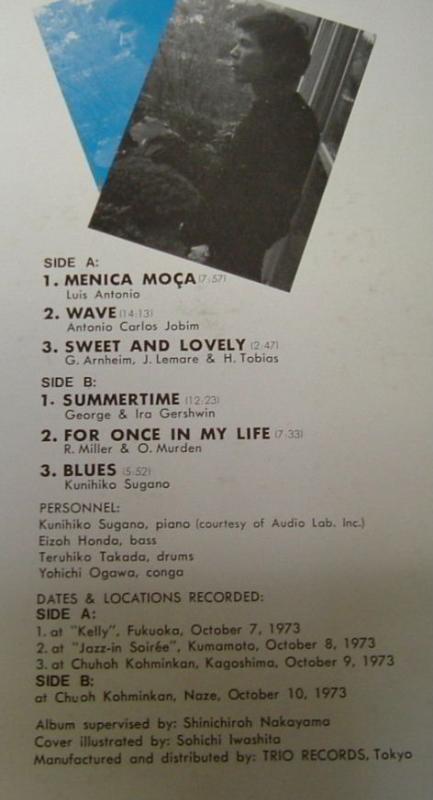 SIDE A:
1. MENICA MOÇA (7:57)
Luis Antonio
2. WAVE (14:13)
Antonio Carlos Jobim
3. SWEET AND LOVELY (2:47)
G. Arnheim, J. Lemare & H. Tobias
SIDE B:
1. SUMMERTIME (12:23)
George & Ira Gershwin
2. FOR ONCE IN MY LIFE (7:33)
R. Miller & O. Murden
3. BLUES (5:52)
Kunihiko Sugano
PERSONNEL:
Kunihiko Sugano, piano (courtesy of Audio Lab. Inc.)
Eizoh Honda, bass
Teruhiko Takada, drums
Yohichi Ogawa, conga
DATES & LOCATIONS RECORDED:
SIDE A:
1. at "Kelly", Fukuoka, October 7, 1973
2. at "Jazz-in Soirée", Kumamoto, October 8, 1973
3. at Chuhoh Kohminkan, Kagoshima, October 9, 1973
SIDE B:
at Chuoh Kohminkan, Naze, October 10, 1973
Album supervised by: Shinichiroh Nakayama
Cover illustrated by: Sohichi Iwashita
Manufactured and distributed by: TRIO RECORDS, Tokyo